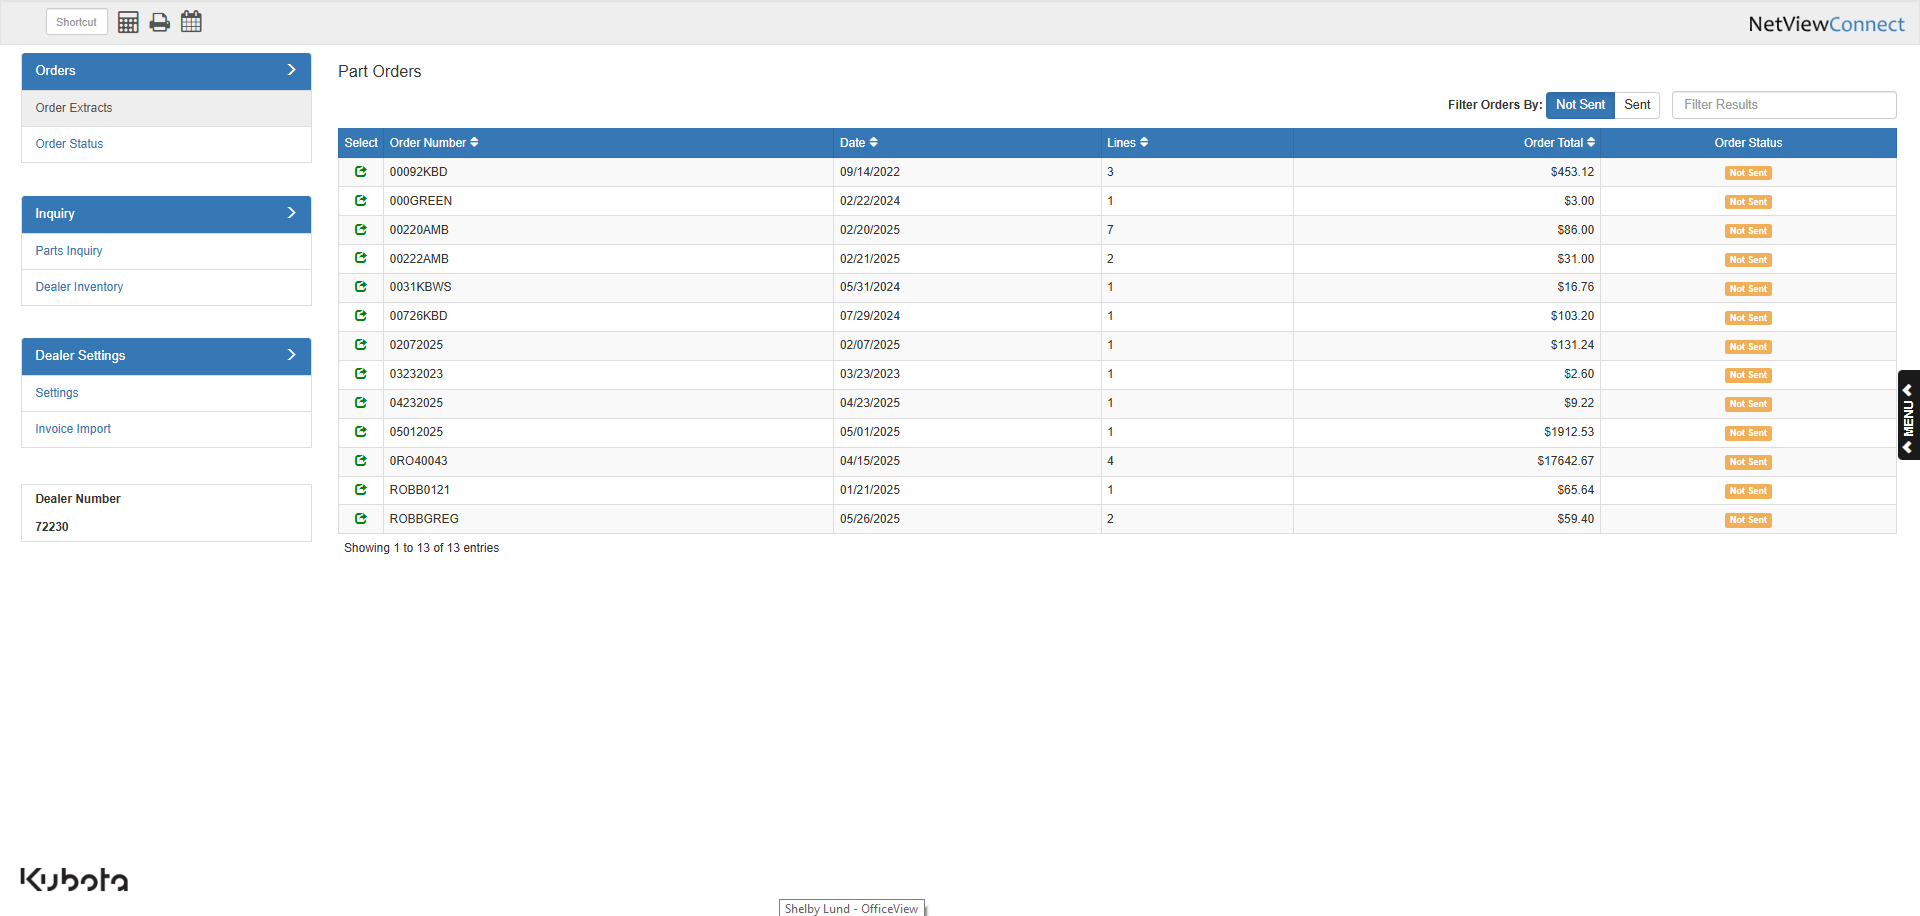 Shortcut
NetViewConnect
Orders
Order Extracts
Order Status
Inquiry
Parts Inquiry
Dealer Inventory
Dealer Settings
Settings
Invoice Import
Dealer Number
72230
Part Orders
Filter Orders By: Not Sent Sent Filter Results
Select Order Number Date Lines Order Total Order Status
00092KBD 09/14/2022 3 $453.12 Not Sent
000GREEN 02/22/2024 1 $3.00 Not Sent
00220AMB 02/20/2025 7 $86.00 Not Sent
00222AMB 02/21/2025 2 $31.00 Not Sent
0031KBWS 05/31/2024 1 $16.76 Not Sent
00726KBD 07/29/2024 1 $103.20 Not Sent
02072025 02/07/2025 1 $131.24 Not Sent
03232023 03/23/2023 1 $2.60 Not Sent
04232025 04/23/2025 1 $9.22 Not Sent
05012025 05/01/2025 1 $1912.53 Not Sent
0RO40043 04/15/2025 4 $17642.67 Not Sent
ROBB0121 01/21/2025 1 $65.64 Not Sent
ROBBGREG 05/26/2025 2 $59.40 Not Sent
Showing 1 to 13 of 13 entries
MENU
Kubota
Shelby Lund - OfficeView